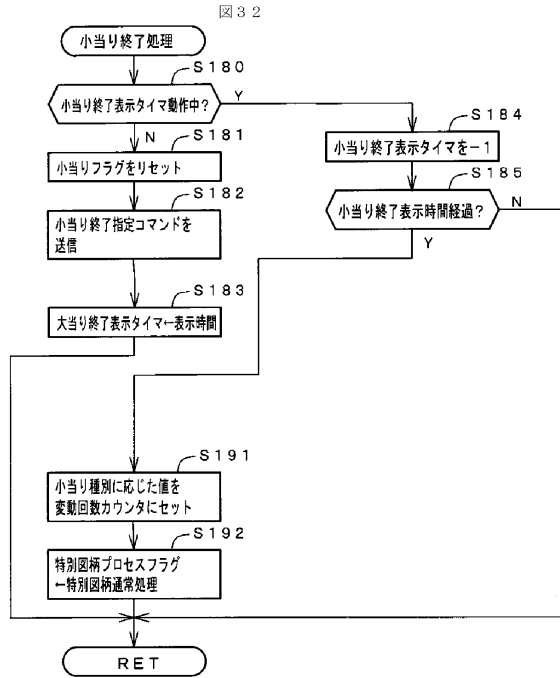 図３２
小当り終了処理
Ｓ１８０
小当り終了表示タイマ動作中？
Ｙ
Ｎ
Ｓ１８１
小当りフラグをリセット
Ｓ１８２
小当り終了指定コマンドを
送信
Ｓ１８３
大当り終了表示タイマ←表示時間
Ｓ１８４
小当り終了表示タイマを－１
Ｓ１８５
小当り終了表示時間経過？
Ｎ
Ｙ
Ｓ１９１
小当り種別に応じた値を
変動回数カウンタにセット
Ｓ１９２
特別図柄プロセスフラグ
←特別図柄通常処理
ＲＥＴ